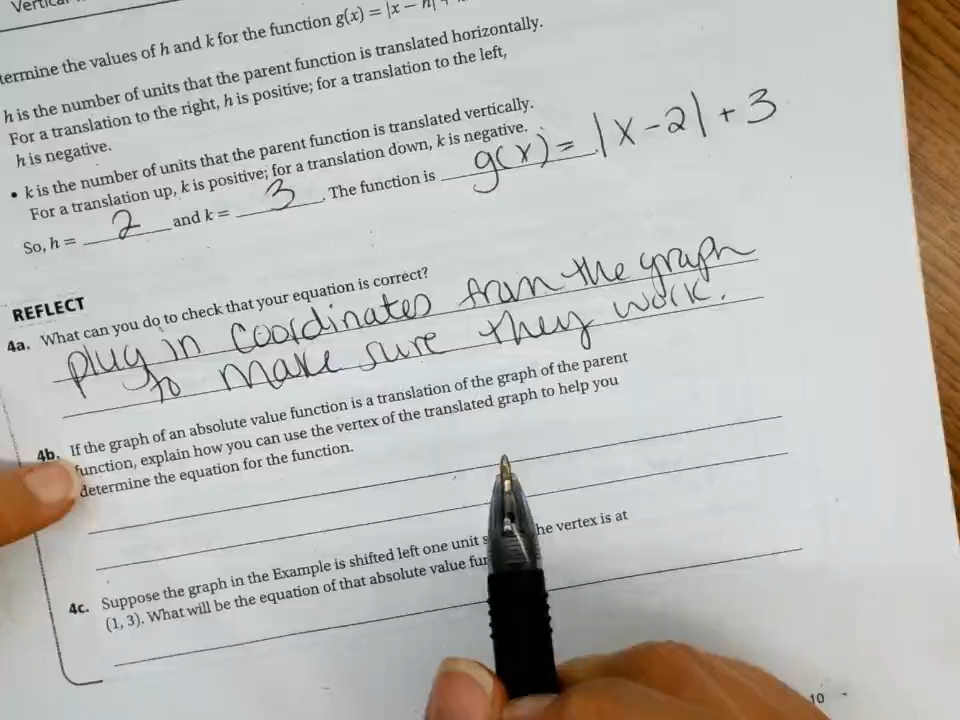 Vertical
termine the values of h and k for the function g(x) = |x − h| +
h is the number of units that the parent function is translated horizontally.
For a translation to the right, h is positive; for a translation to the left,
h is negative.
• k is the number of units that the parent function is translated vertically.
For a translation up, k is positive; for a translation down, k is negative.
So, h = 2 and k = 3. The function is g(x) = |x-2| + 3
REFLECT
4a. What can you do to check that your equation is correct?
plug in coordinates from the graph
to make sure they work.
4b. If the graph of an absolute value function is a translation of the graph of the parent
function, explain how you can use the vertex of the translated graph to help you
determine the equation for the function.
4c. Suppose the graph in the Example is shifted left one unit s he vertex is at
(1, 3). What will be the equation of that absolute value fu
10